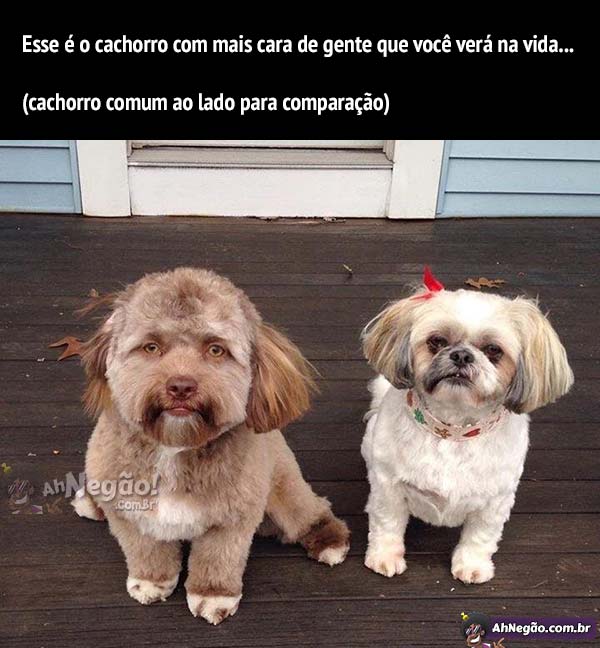 Esse é o cachorro com mais cara de gente que você verá na vida...
(cachorro comum ao lado para comparação)
AhNegão!
.com.Br
AhNegão.com.br